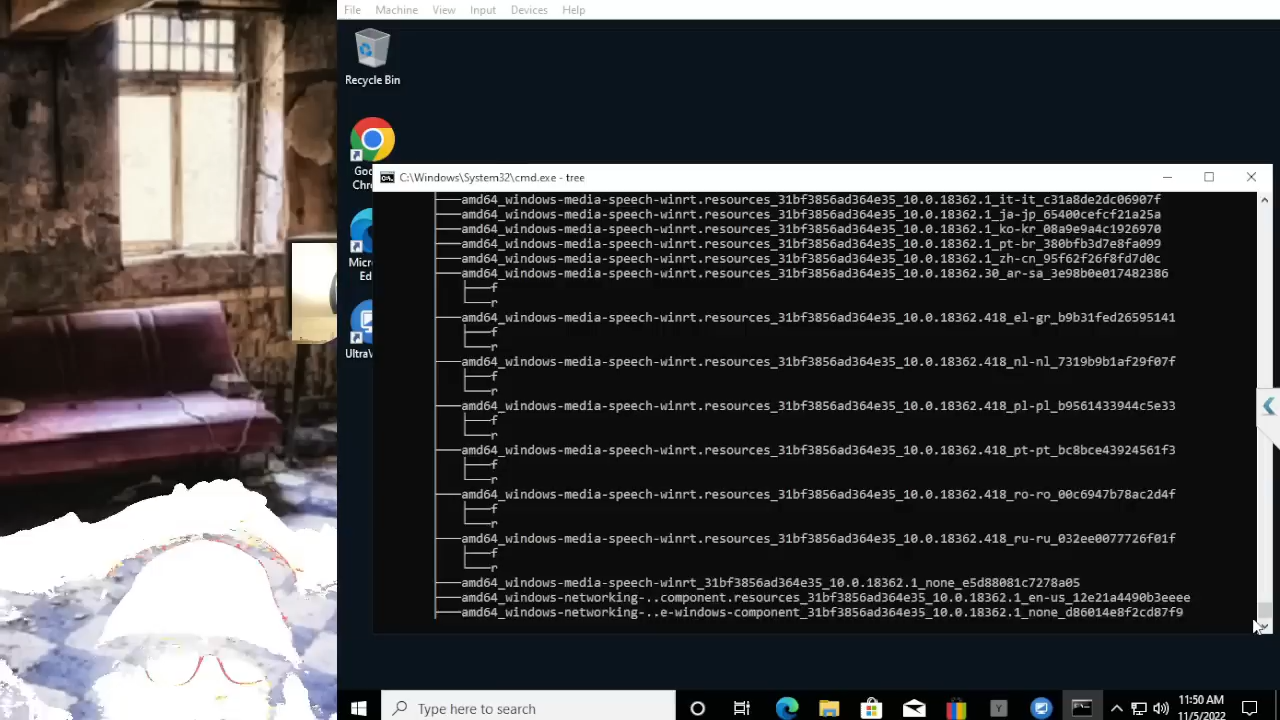 File Machine View Input Devices Help
Recycle Bin
C:\Windows\System32\cmd.exe - tree
amd64_windows-media-speech-winrt.resources_31bf3856ad364e35_10.0.18362.1_it-it_c31a8de2dc06907f
amd64_windows-media-speech-winrt.resources_31bf3856ad364e35_10.0.18362.1_ja-jp_65400cefcf21a25a
amd64_windows-media-speech-winrt.resources_31bf3856ad364e35_10.0.18362.1_ko-kr_08a9e9a4c1926970
amd64_windows-media-speech-winrt.resources_31bf3856ad364e35_10.0.18362.1_pt-br_380bfb3d7e8fa099
amd64_windows-media-speech-winrt.resources_31bf3856ad364e35_10.0.18362.1_zh-cn_95f62f26f8fd7d0c
amd64_windows-media-speech-winrt.resources_31bf3856ad364e35_10.0.18362.30_ar-sa_3e98b0e017482386
f
r
amd64_windows-media-speech-winrt.resources_31bf3856ad364e35_10.0.18362.418_el-gr_b9b31fed26595141
f
r
amd64_windows-media-speech-winrt.resources_31bf3856ad364e35_10.0.18362.418_nl-nl_7319b9b1af29f07f
f
r
amd64_windows-media-speech-winrt.resources_31bf3856ad364e35_10.0.18362.418_pl-pl_b9561433944c5e33
f
r
amd64_windows-media-speech-winrt.resources_31bf3856ad364e35_10.0.18362.418_pt-pt_bc8bce43924561f3
f
r
amd64_windows-media-speech-winrt.resources_31bf3856ad364e35_10.0.18362.418_ro-ro_00c6947b78ac2d4f
f
r
amd64_windows-media-speech-winrt.resources_31bf3856ad364e35_10.0.18362.418_ru-ru_032ee0077726f01f
f
r
amd64_windows-media-speech-winrt_31bf3856ad364e35_10.0.18362.1_none_e5d88081c7278a05
amd64_windows-networking-..component.resources_31bf3856ad364e35_10.0.18362.1_en-us_12e21a4490b3eeee
amd64_windows-networking-..e-windows-component_31bf3856ad364e35_10.0.18362.1_none_d86014e8f2cd87f9
Type here to search
11:50 AM
11/5/2022